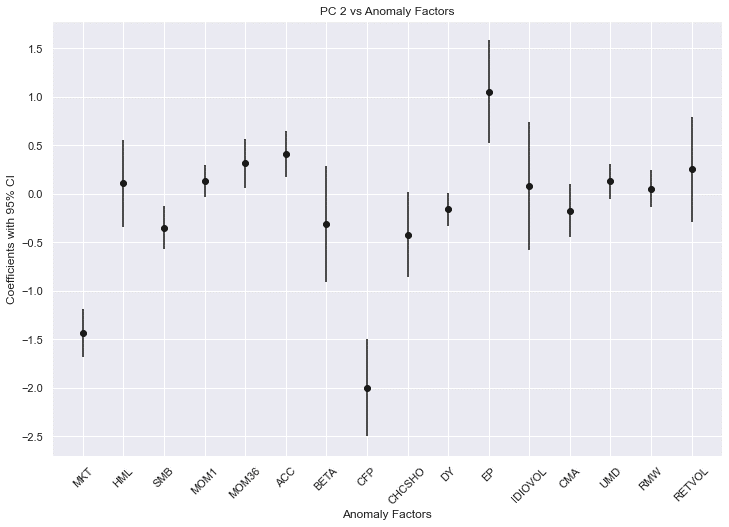 PC 2 vs Anomaly Factors
1.5
1.0
0.5
0.0
−0.5
−1.0
−1.5
−2.0
−2.5
Coefficients with 95% CI
MKT
HML
SMB
MOM1
MOM36
ACC
BETA
CFP
CHCSHO
DY
EP
IDIOVOL
CMA
UMD
RMW
RETVOL
Anomaly Factors